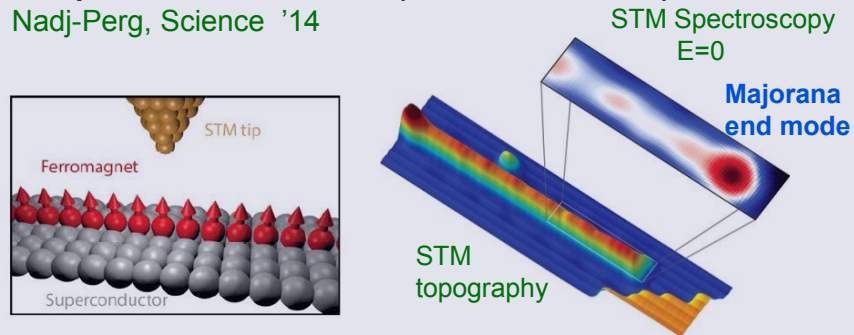 Nadj-Perg, Science '14
STM Spectroscopy
E=0
STM tip
Ferromagnet
Superconductor
Majorana
end mode
STM
topography